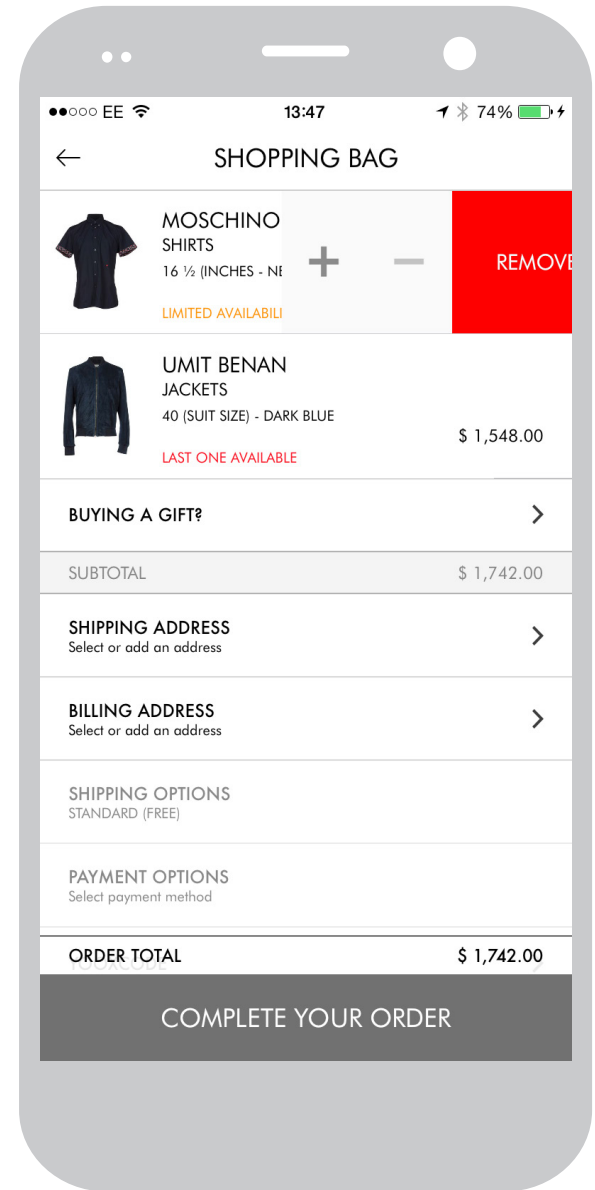 EE 13:47 74%
SHOPPING BAG
MOSCHINO
SHIRTS
16 ½ (INCHES - NE
LIMITED AVAILABILI
+ − REMOVE
UMIT BENAN
JACKETS
40 (SUIT SIZE) - DARK BLUE
$ 1,548.00
LAST ONE AVAILABLE
BUYING A GIFT?
SUBTOTAL $ 1,742.00
SHIPPING ADDRESS
Select or add an address
BILLING ADDRESS
Select or add an address
SHIPPING OPTIONS
STANDARD (FREE)
PAYMENT OPTIONS
Select payment method
ORDER TOTAL $ 1,742.00
YOOXCODE
COMPLETE YOUR ORDER